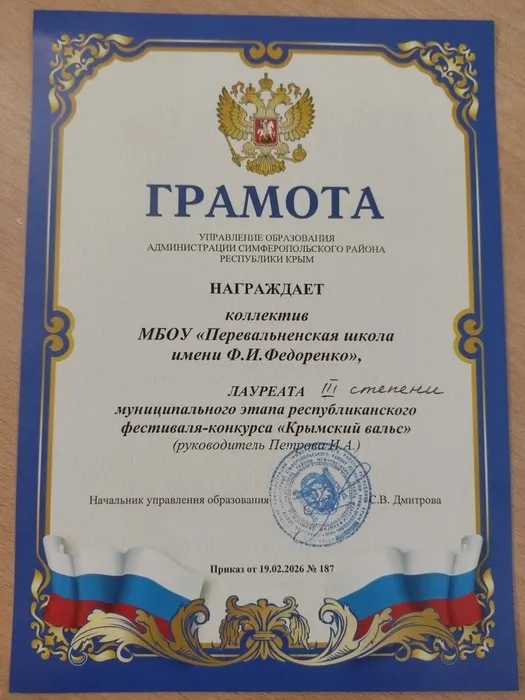 ГРАМОТА
УПРАВЛЕНИЕ ОБРАЗОВАНИЯ
АДМИНИСТРАЦИИ СИМФЕРОПОЛЬСКОГО РАЙОНА
РЕСПУБЛИКИ КРЫМ
НАГРАЖДАЕТ
коллектив
МБОУ «Перевальненская школа
имени Ф.И.Федоренко»,
ЛАУРЕАТА III степени
муниципального этапа республиканского
фестиваля-конкурса «Крымский вальс»
(руководитель Петрова И.А.)
Начальник управления образования С.В. Дмитрова
Приказ от 19.02.2026 № 187